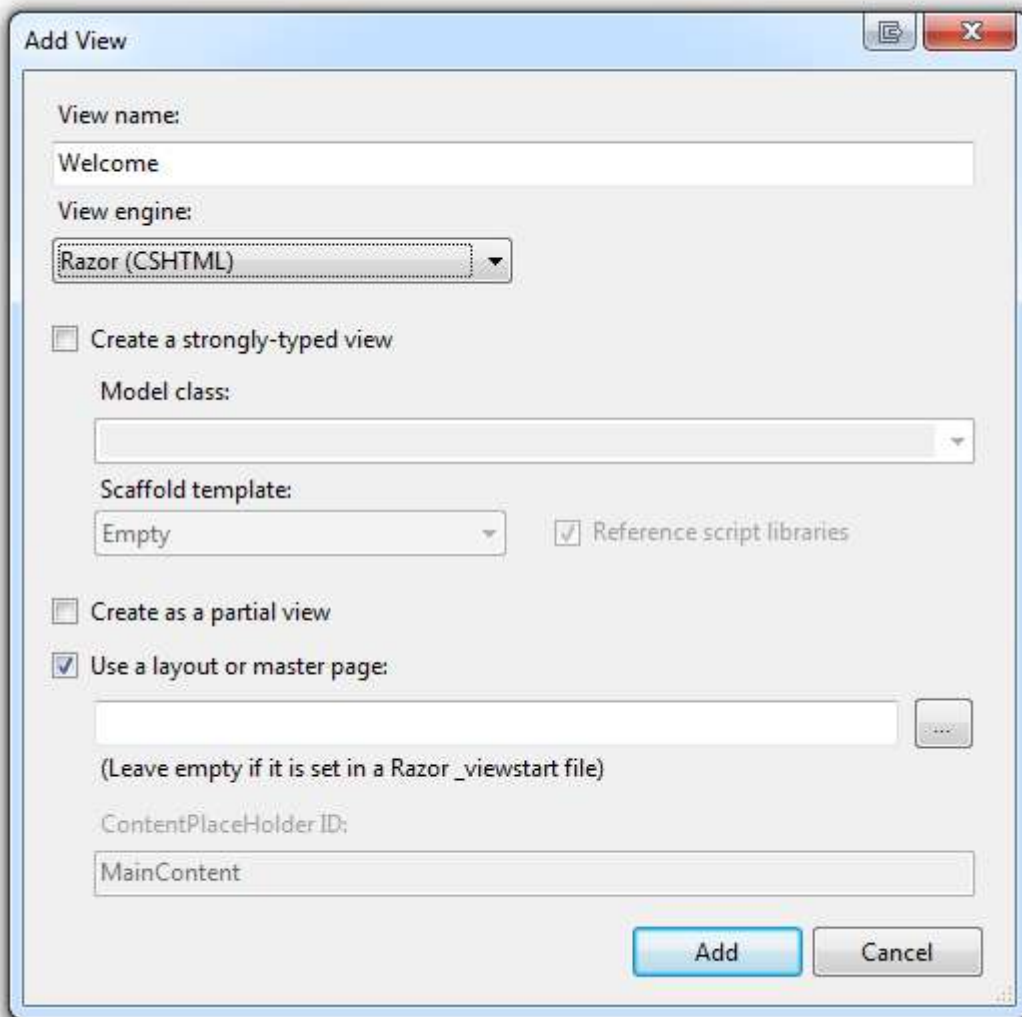 Add View
View name:
Welcome
View engine:
Razor (CSHTML)
Create a strongly-typed view
Model class:
Scaffold template:
Empty
Reference script libraries
Create as a partial view
Use a layout or master page:
...
(Leave empty if it is set in a Razor _viewstart file)
ContentPlaceHolder ID:
MainContent
Add
Cancel